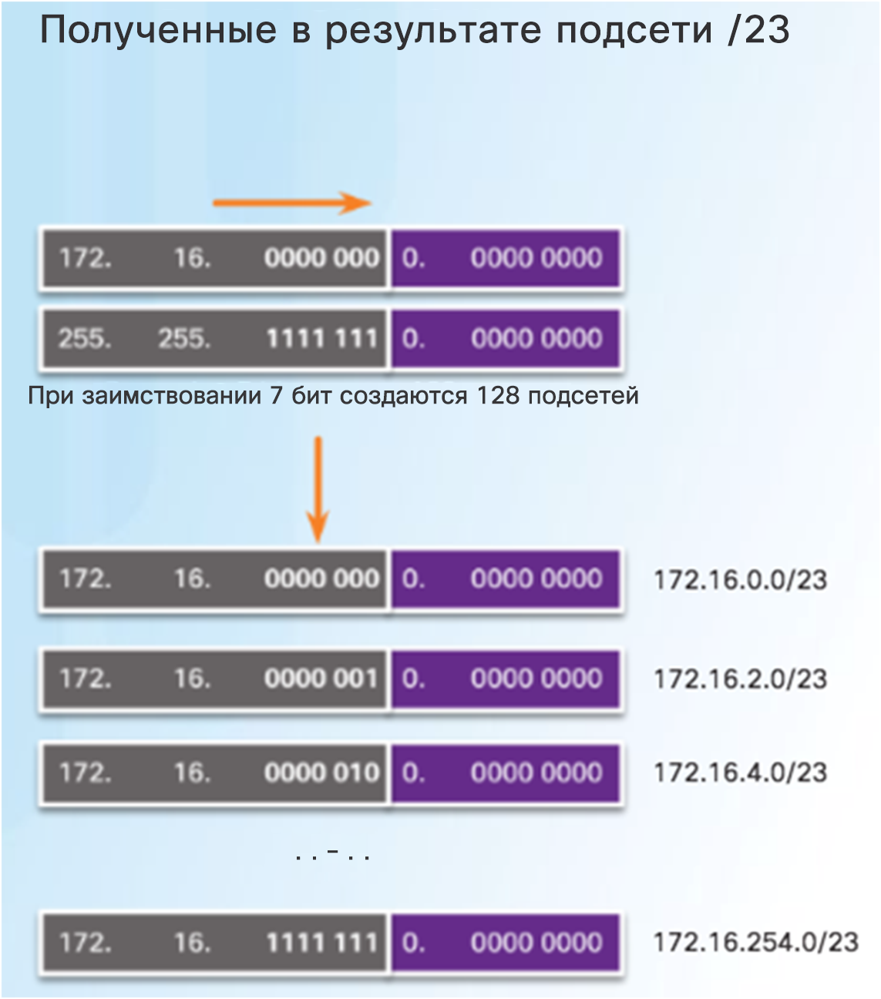 Полученные в результате подсети /23
172. 16. 0000 000 0. 0000 0000
255. 255. 1111 111 0. 0000 0000
При заимствовании 7 бит создаются 128 подсетей
172. 16. 0000 000 0. 0000 0000 172.16.0.0/23
172. 16. 0000 001 0. 0000 0000 172.16.2.0/23
172. 16. 0000 010 0. 0000 0000 172.16.4.0/23
. . - . .
172. 16. 1111 111 0. 0000 0000 172.16.254.0/23